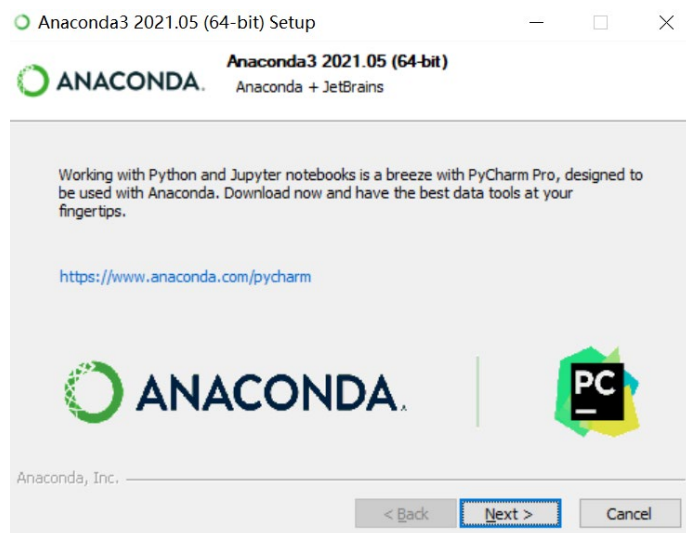 Anaconda3 2021.05 (64-bit) Setup
ANACONDA.
Anaconda3 2021.05 (64-bit)
Anaconda + JetBrains
Working with Python and Jupyter notebooks is a breeze with PyCharm Pro, designed to
be used with Anaconda. Download now and have the best data tools at your
fingertips.
https://www.anaconda.com/pycharm
ANACONDA.
PC
Anaconda, Inc.
< Back
Next >
Cancel